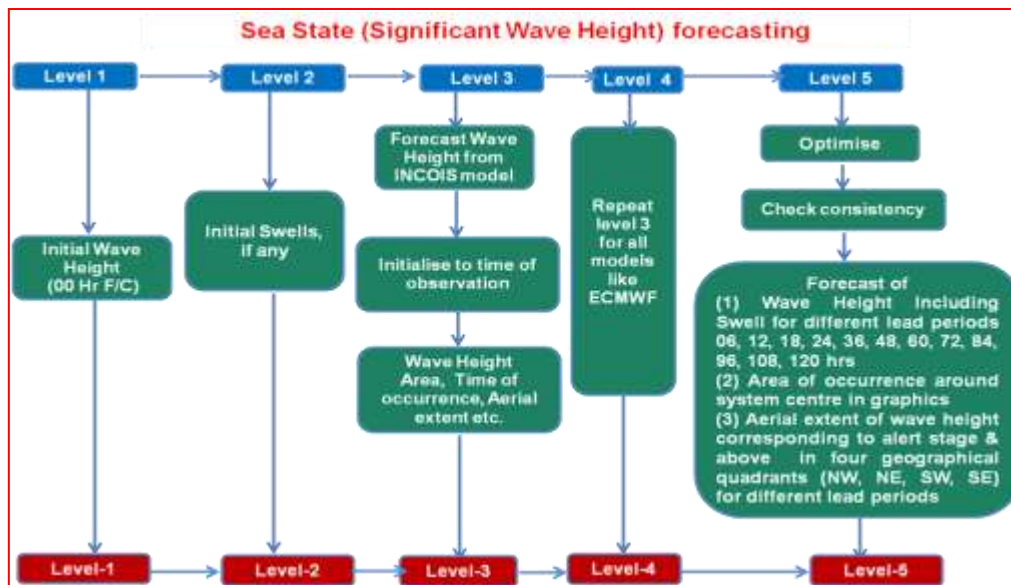 Sea State (Significant Wave Height) forecasting
Level 1
Level 2
Level 3
Level 4
Level 5
Initial Wave
Height
(00 Hr F/C)
Initial Swells,
if any
Forecast Wave
Height from
INCOIS model
Initialise to time of
observation
Wave Height
Area, Time of
occurrence, Aerial
extent etc.
Repeat
level 3
for all
models
like
ECMWF
Optimise
Check consistency
Forecast of
(1) Wave Height Including
Swell for different lead periods
06, 12, 18, 24, 36, 48, 60, 72, 84,
96, 108, 120 hrs
(2) Area of occurrence around
system centre in graphics
(3) Aerial extent of wave height
corresponding to alert stage &
above in four geographical
quadrants (NW, NE, SW, SE)
for different lead periods
Level-1
Level-2
Level-3
Level-4
Level-5